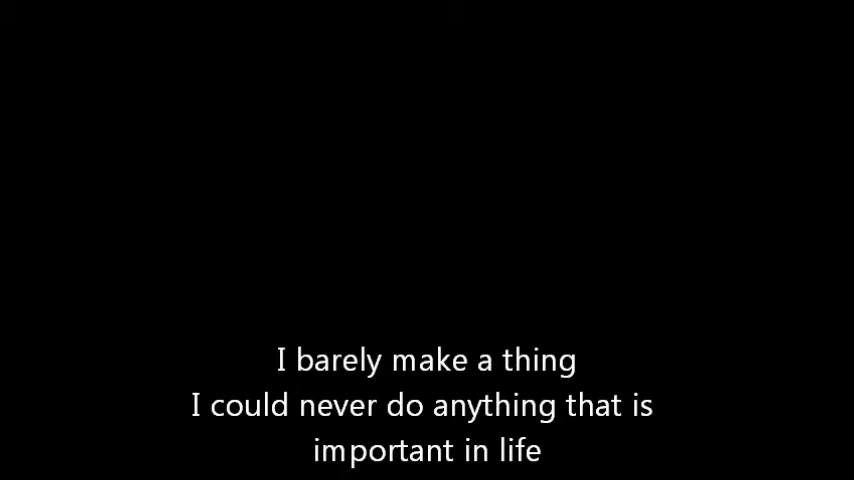 I barely make a thing
I could never do anything that is
important in life